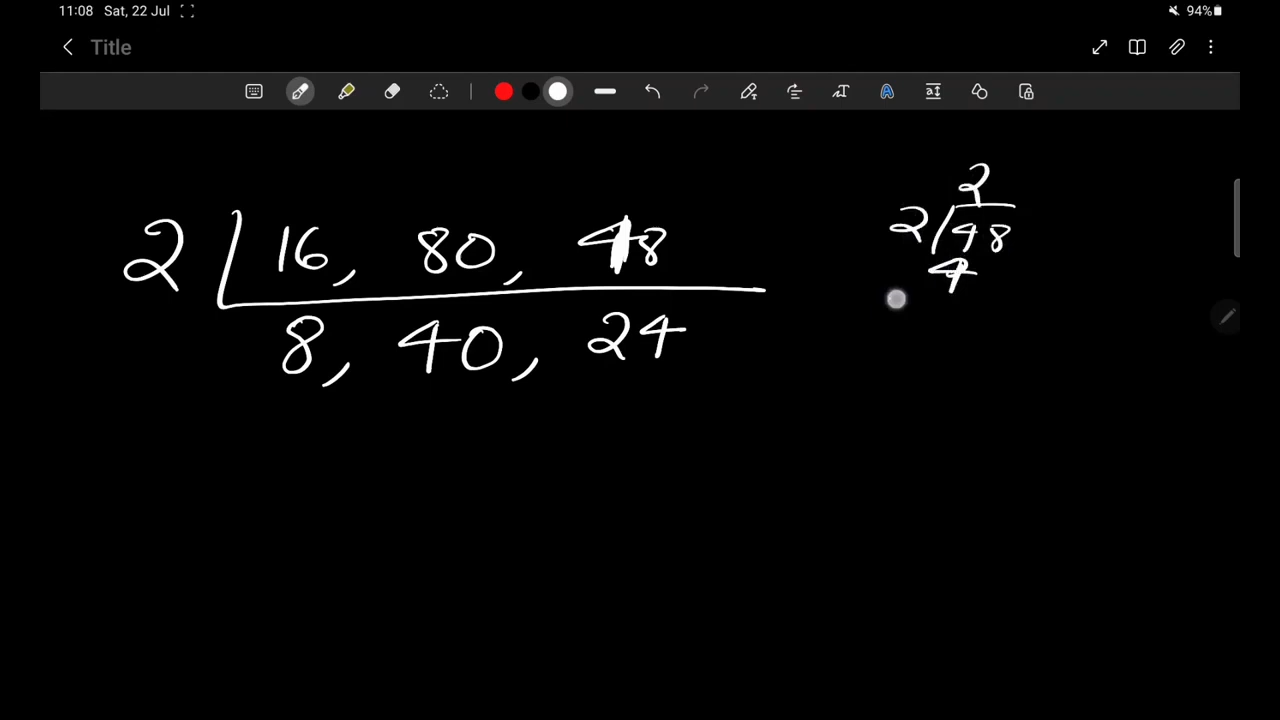 11:08 Sat, 22 Jul 94%
Title
2 16, 80, 48
8, 40, 24
2
2 48
4